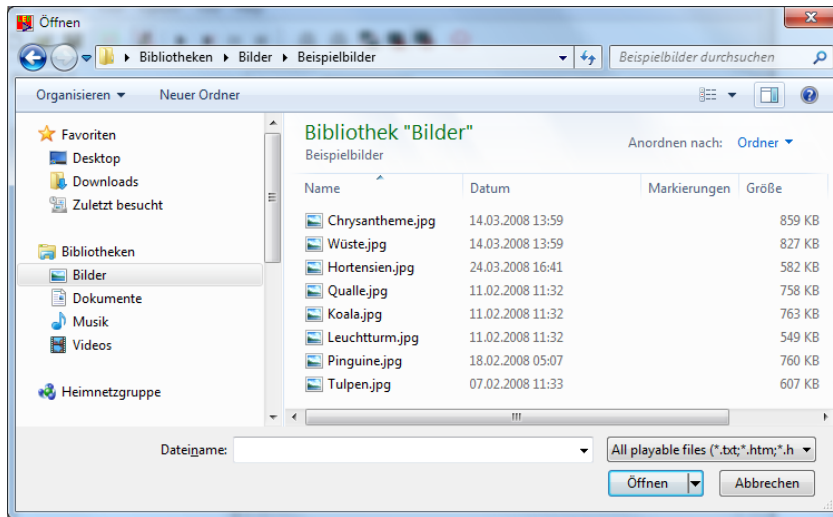 Öffnen
Bibliotheken Bilder Beispielbilder
Beispielbilder durchsuchen
Organisieren Neuer Ordner
Favoriten
Desktop
Downloads
Zuletzt besucht
Bibliotheken
Bilder
Dokumente
Musik
Videos
Heimnetzgruppe
Bibliothek "Bilder"
Beispielbilder
Anordnen nach: Ordner
Name Datum Markierungen Größe
Chrysantheme.jpg 14.03.2008 13:59 859 KB
Wüste.jpg 14.03.2008 13:59 827 KB
Hortensien.jpg 24.03.2008 16:41 582 KB
Qualle.jpg 11.02.2008 11:32 758 KB
Koala.jpg 11.02.2008 11:32 763 KB
Leuchtturm.jpg 11.02.2008 11:32 549 KB
Pinguine.jpg 18.02.2008 05:07 760 KB
Tulpen.jpg 07.02.2008 11:33 607 KB
Dateiname:
All playable files (*.txt;*.htm;*.h
Öffnen Abbrechen